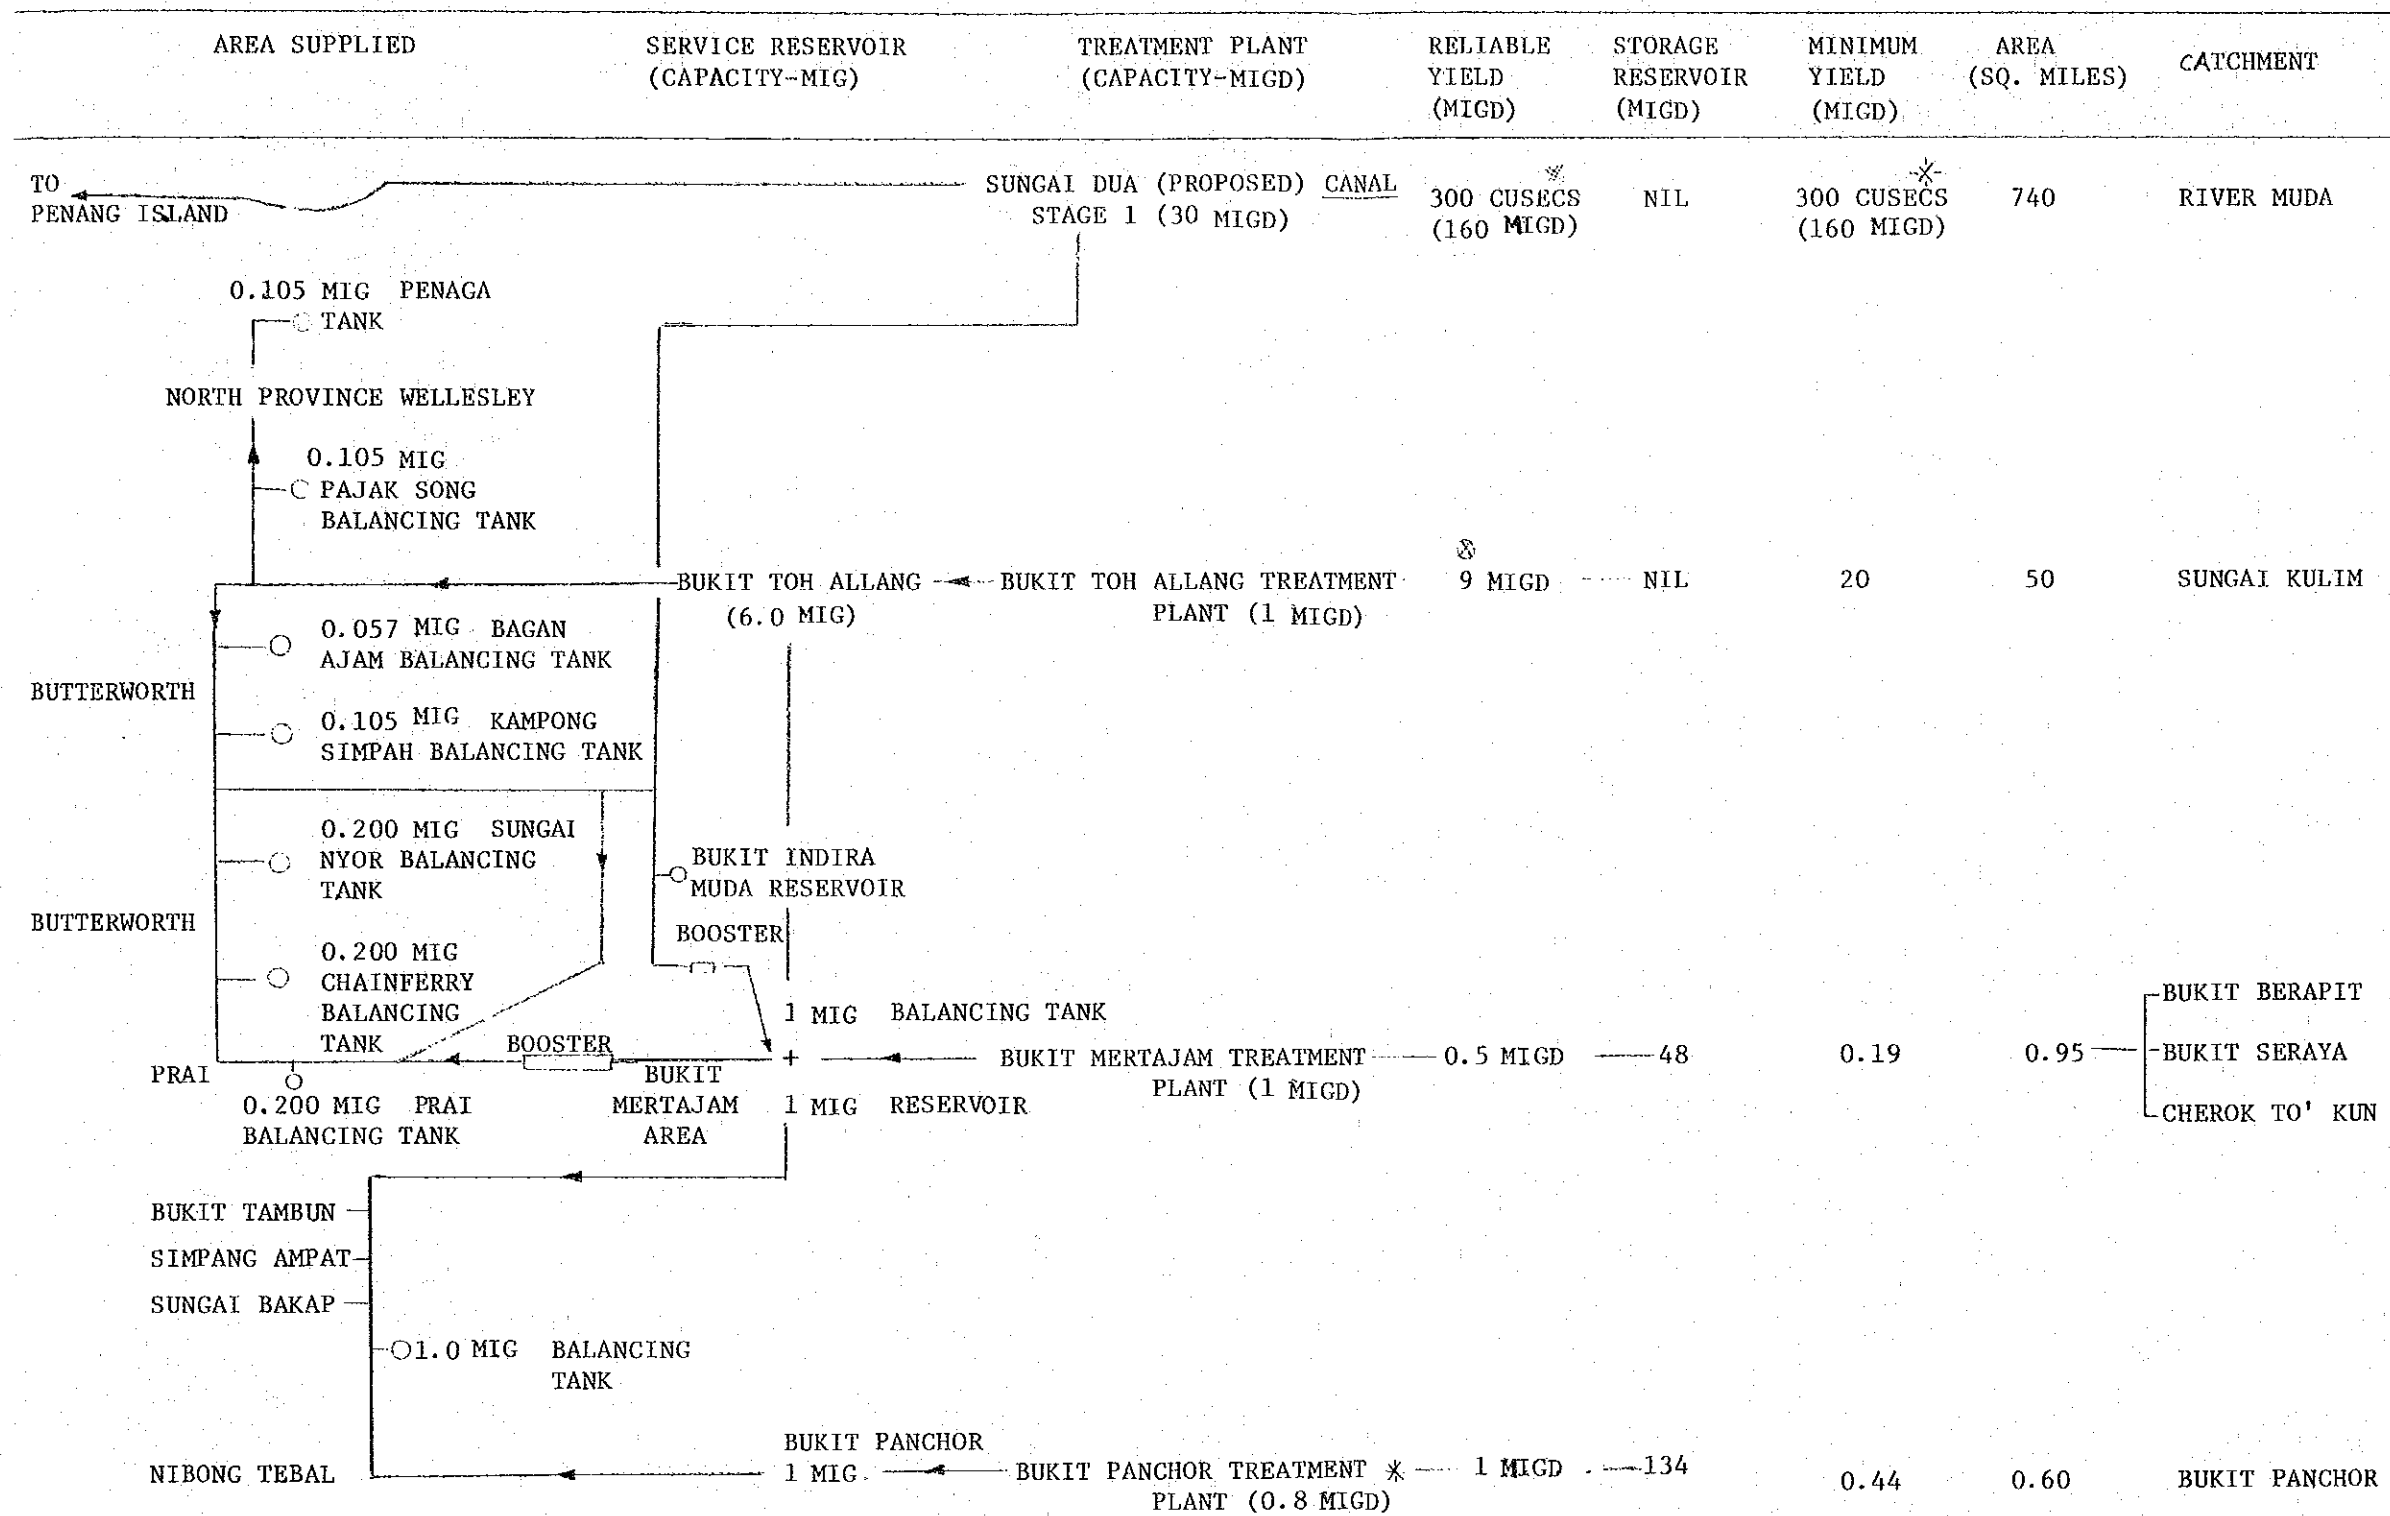 AREA SUPPLIED
SERVICE RESERVOIR
(CAPACITY-MIG)
TREATMENT PLANT
(CAPACITY-MIGD)
RELIABLE
YIELD
(MIGD)
STORAGE
RESERVOIR
(MIGD)
MINIMUM
YIELD
(MIGD)
AREA
(SQ. MILES)
CATCHMENT
TO
PENANG ISLAND
SUNGAI DUA (PROPOSED)
STAGE 1 (30 MIGD)
CANAL
*
300 CUSECS
(160 MIGD)
NIL
*
300 CUSECS
(160 MIGD)
740
RIVER MUDA
0.105 MIG PENAGA
TANK
NORTH PROVINCE WELLESLEY
0.105 MIG
PAJAK SONG
BALANCING TANK
BUKIT TOH ALLANG
(6.0 MIG)
BUKIT TOH ALLANG TREATMENT
PLANT (1 MIGD)
⊗
9 MIGD
NIL
20
50
SUNGAI KULIM
0.057 MIG BAGAN
AJAM BALANCING TANK
BUTTERWORTH
0.105 MIG KAMPONG
SIMPAH BALANCING TANK
0.200 MIG SUNGAI
NYOR BALANCING
TANK
BUKIT INDIRA
MUDA RESERVOIR
BUTTERWORTH
BOOSTER
0.200 MIG
CHAINFERRY
BALANCING
TANK
1 MIG BALANCING TANK
PRAI
BOOSTER
BUKIT
MERTAJAM
AREA
+
1 MIG RESERVOIR
BUKIT MERTAJAM TREATMENT
PLANT (1 MIGD)
0.5 MIGD
48
0.19
0.95
BUKIT BERAPIT
BUKIT SERAYA
CHEROK TO' KUN
0.200 MIG PRAI
BALANCING TANK
BUKIT TAMBUN
SIMPANG AMPAT
SUNGAI BAKAP
1.0 MIG BALANCING
TANK
NIBONG TEBAL
BUKIT PANCHOR
1 MIG
BUKIT PANCHOR TREATMENT *
PLANT (0.8 MIGD)
1 MIGD
134
0.44
0.60
BUKIT PANCHOR